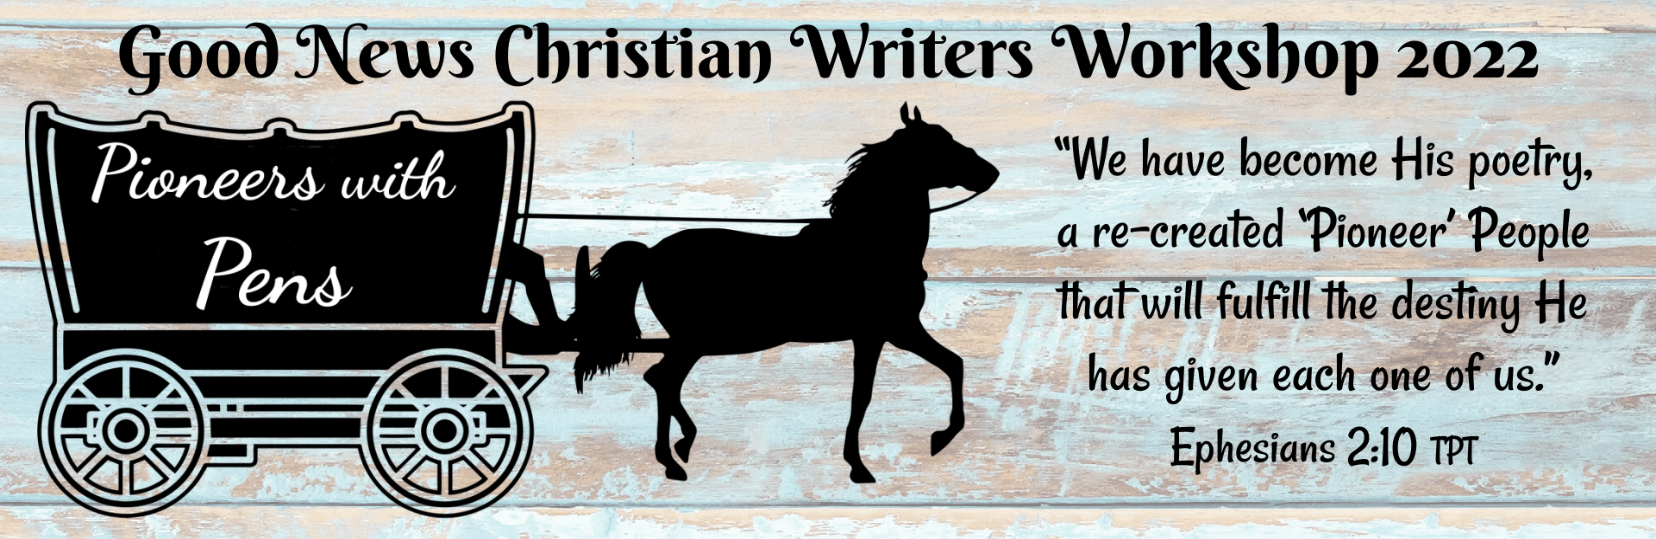 Good News Christian Writers Workshop 2022
Pioneers with
Pens
“We have become His poetry,
a re-created ‘Pioneer’ People
that will fulfill the destiny He
has given each one of us.”
Ephesians 2:10 TPT